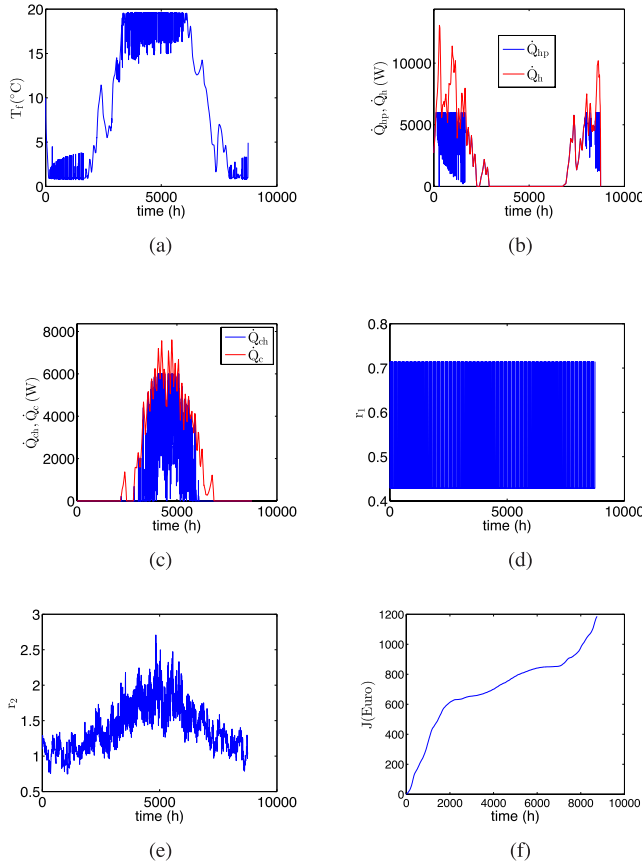 20
15
10
5
0
T_f(°C)
0 5000 10000
time (h)
(a)
10000
5000
0
Q̇_hp, Q̇_h (W)
Q̇_hp
Q̇_h
0 5000 10000
time (h)
(b)
8000
6000
4000
2000
0
Q̇_ch, Q̇_c (W)
Q̇_ch
Q̇_c
0 5000 10000
time (h)
(c)
0.8
0.7
0.6
0.5
0.4
r_1
0 5000 10000
time (h)
(d)
3
2.5
2
1.5
1
0.5
r_2
0 5000 10000
time (h)
(e)
1200
1000
800
600
400
200
0
J(Euro)
0 2000 4000 6000 8000 10000
time (h)
(f)